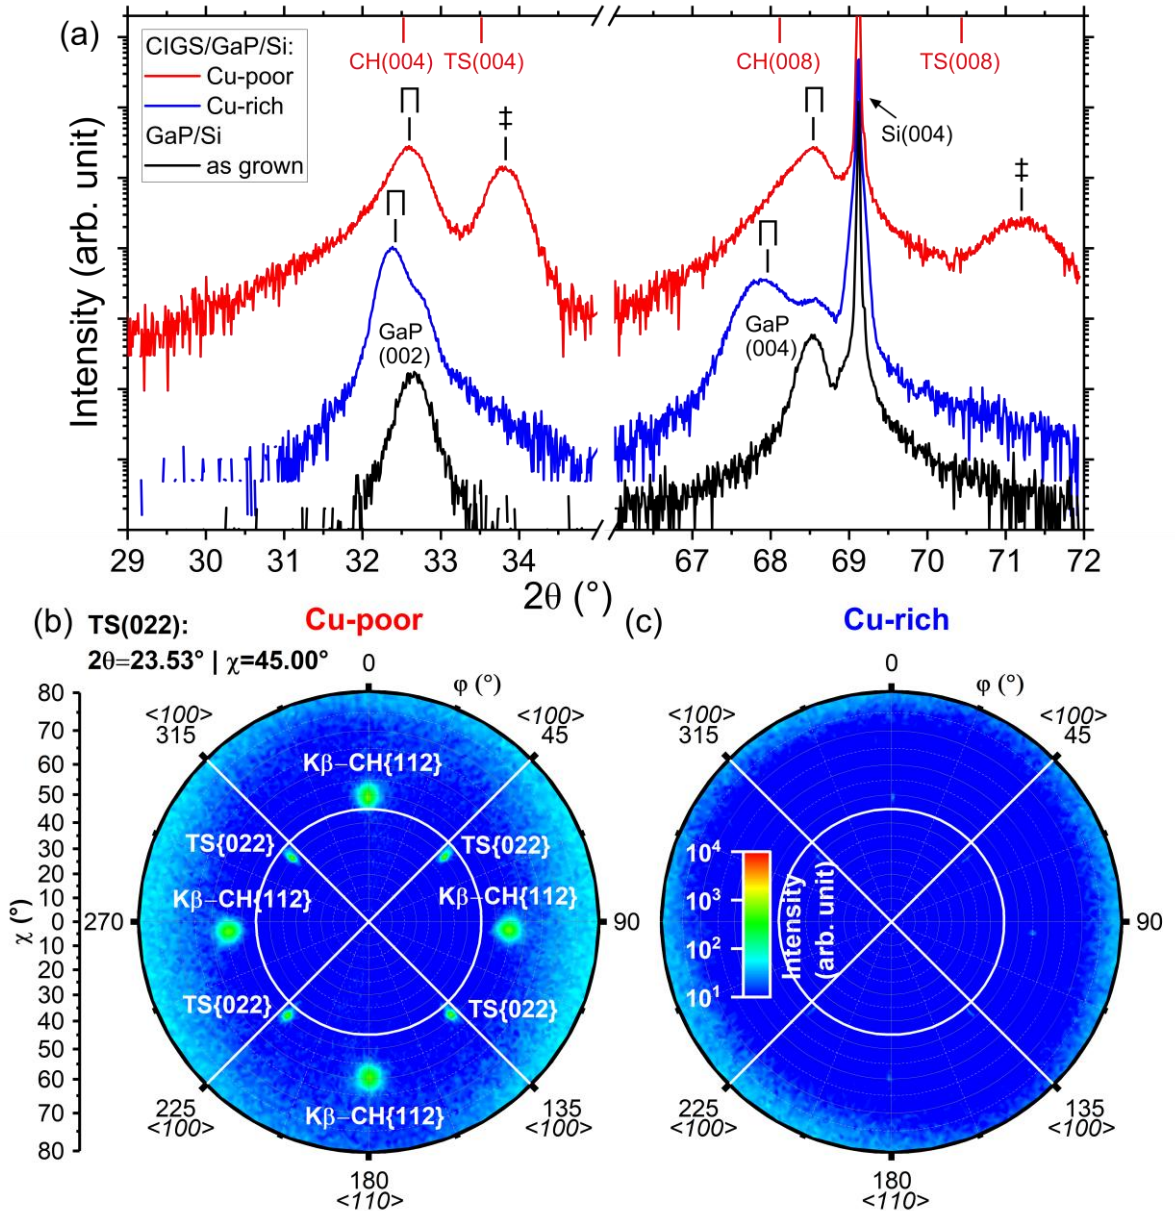 (a)
CIGS/GaP/Si:
Cu-poor
Cu-rich
GaP/Si
as grown
CH(004) TS(004)
CH(008) TS(008)
Π ‡
Π
Π ‡
Π
Si(004)
GaP
(002)
GaP
(004)
Intensity (arb. unit)
29 30 31 32 33 34 67 68 69 70 71 72
2θ (°)
(b) TS(022):
2θ=23.53° | χ=45.00°
Cu-poor
0
φ (°)
<100>
315
<100>
45
Kβ–CH{112}
TS{022} TS{022}
Kβ–CH{112} Kβ–CH{112}
270 90
TS{022} TS{022}
Kβ–CH{112}
225
<100>
135
<100>
180
<110>
χ (°)
80
70
60
50
40
30
20
10
0
10
20
30
40
50
60
70
80
(c) Cu-rich
0
φ (°)
<100>
315
<100>
45
10⁴
10³
10²
10¹
Intensity
(arb. unit)
90
225
<100>
135
<100>
180
<110>